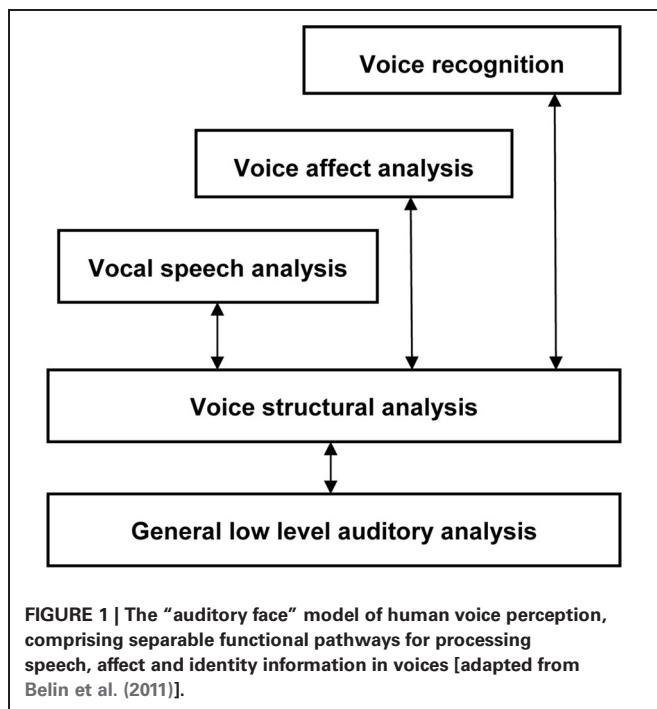 Voice recognition
Voice affect analysis
Vocal speech analysis
Voice structural analysis
General low level auditory analysis
FIGURE 1 | The “auditory face” model of human voice perception,
comprising separable functional pathways for processing
speech, affect and identity information in voices [adapted from
Belin et al. (2011)].